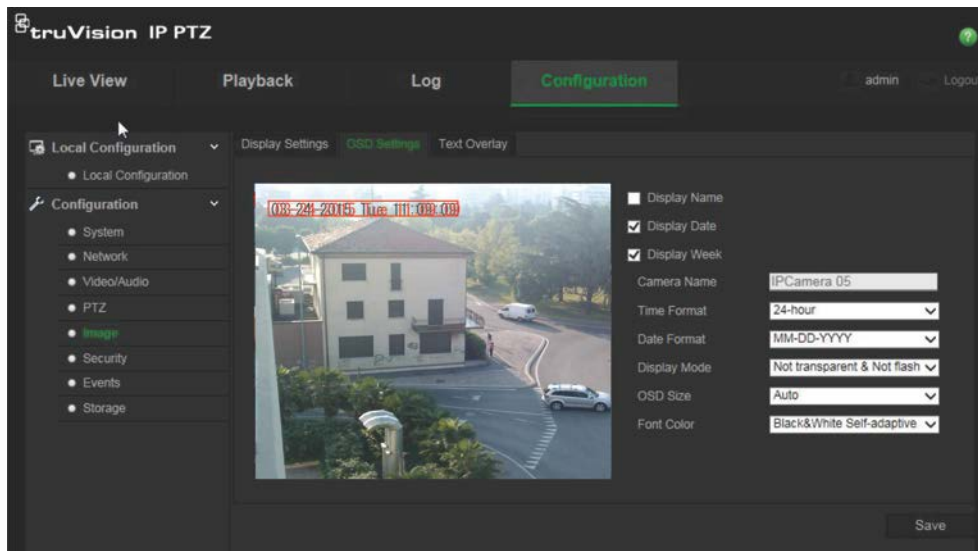 truVision IP PTZ
?
Live View Playback Log Configuration admin Logou
Local Configuration
Local Configuration
Configuration
System
Network
Video/Audio
PTZ
Image
Security
Events
Storage
Display Settings OSD Settings Text Overlay
03-24-2015 Tue 11:09:09
Display Name
Display Date
Display Week
Camera Name IPCamera 05
Time Format 24-hour
Date Format MM-DD-YYYY
Display Mode Not transparent & Not flash
OSD Size Auto
Font Color Black&White Self-adaptive
Save